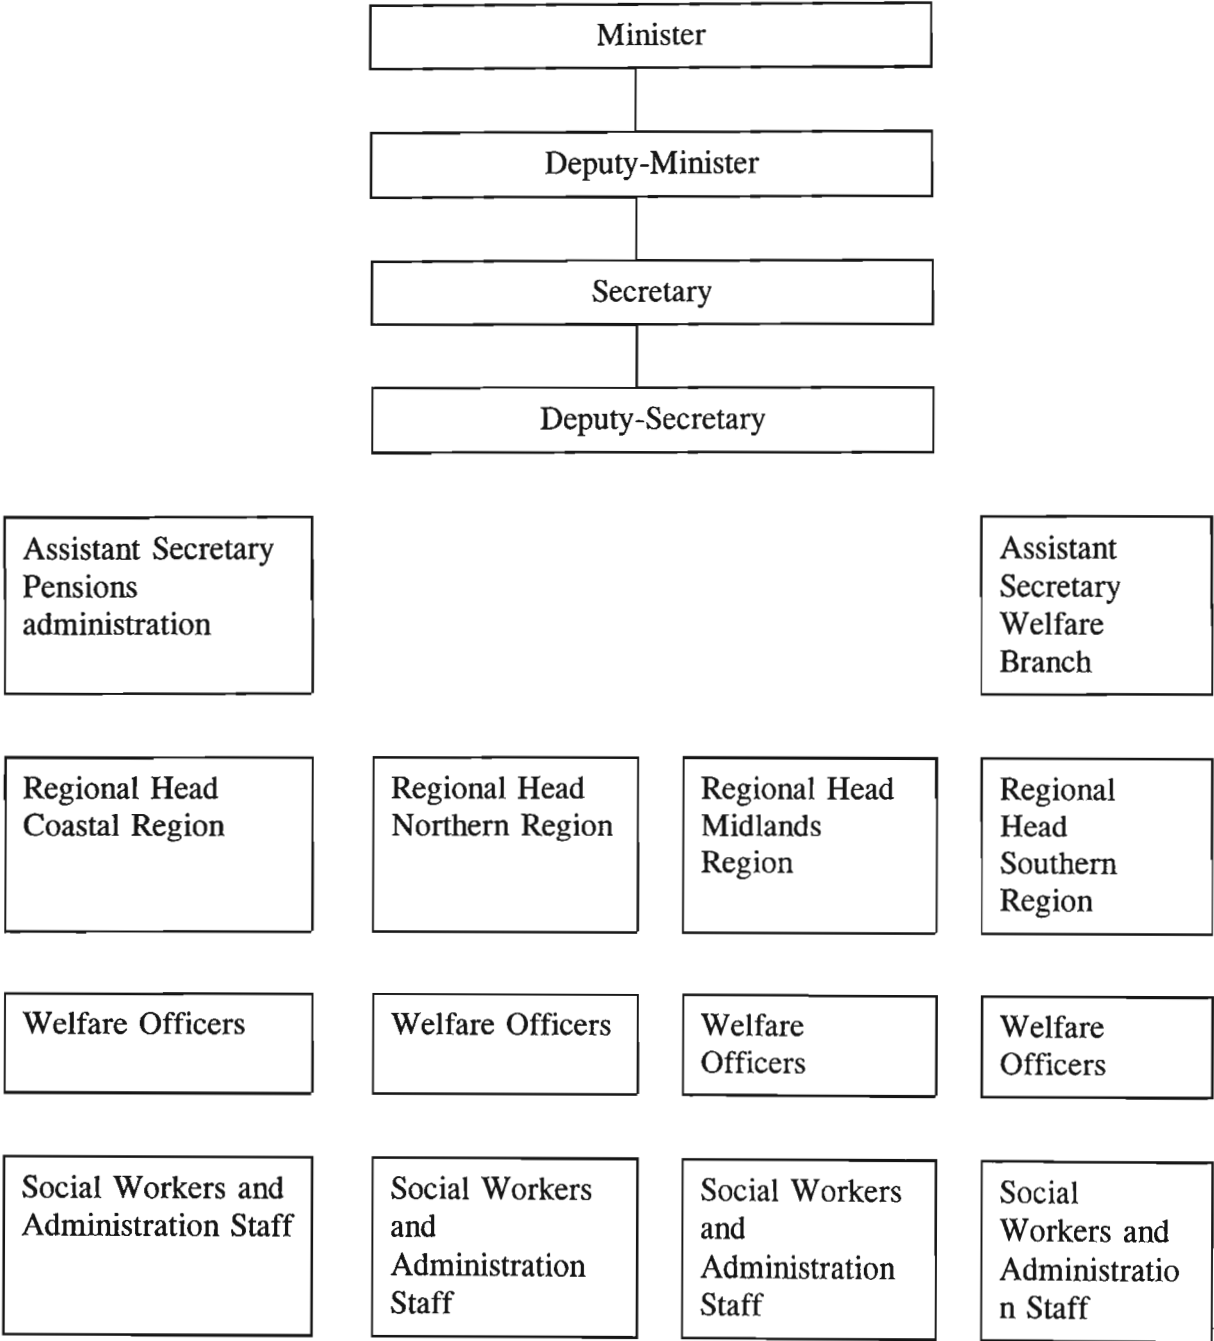 Minister
Deputy-Minister
Secretary
Deputy-Secretary
Assistant Secretary
Pensions
administration
Assistant
Secretary
Welfare
Branch
Regional Head
Coastal Region
Regional Head
Northern Region
Regional Head
Midlands
Region
Regional
Head
Southern
Region
Welfare Officers
Welfare Officers
Welfare
Officers
Welfare
Officers
Social Workers and
Administration Staff
Social Workers
and
Administration
Staff
Social Workers
and
Administration
Staff
Social
Workers and
Administratio
n Staff